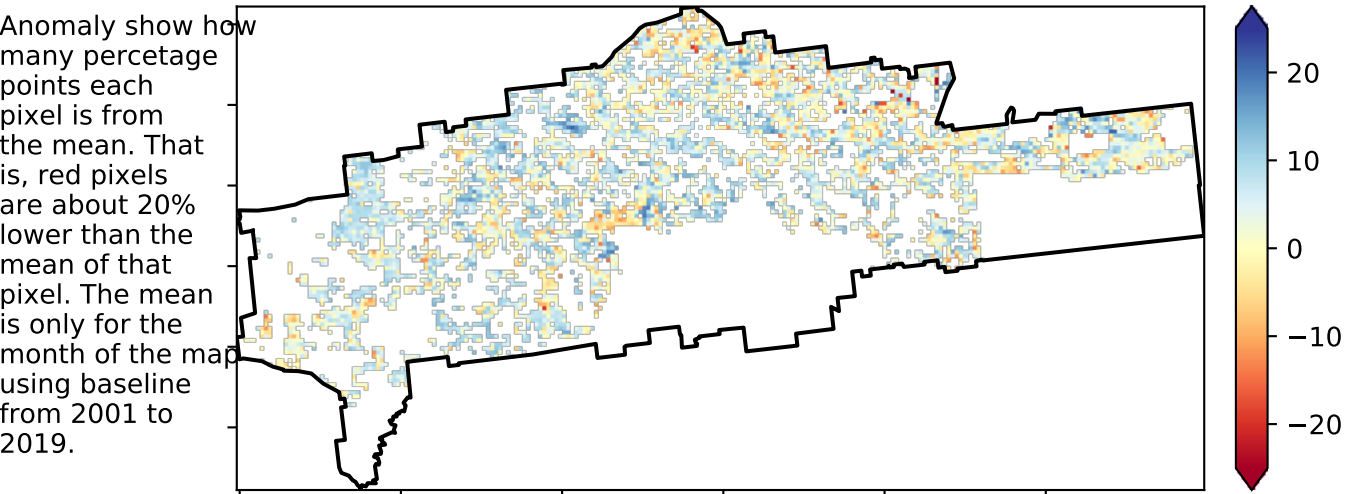 Anomaly show how
many percetage
points each
pixel is from
the mean. That
is, red pixels
are about 20%
lower than the
mean of that
pixel. The mean
is only for the
month of the map
using baseline
from 2001 to
2019.
20
10
0
−10
−20